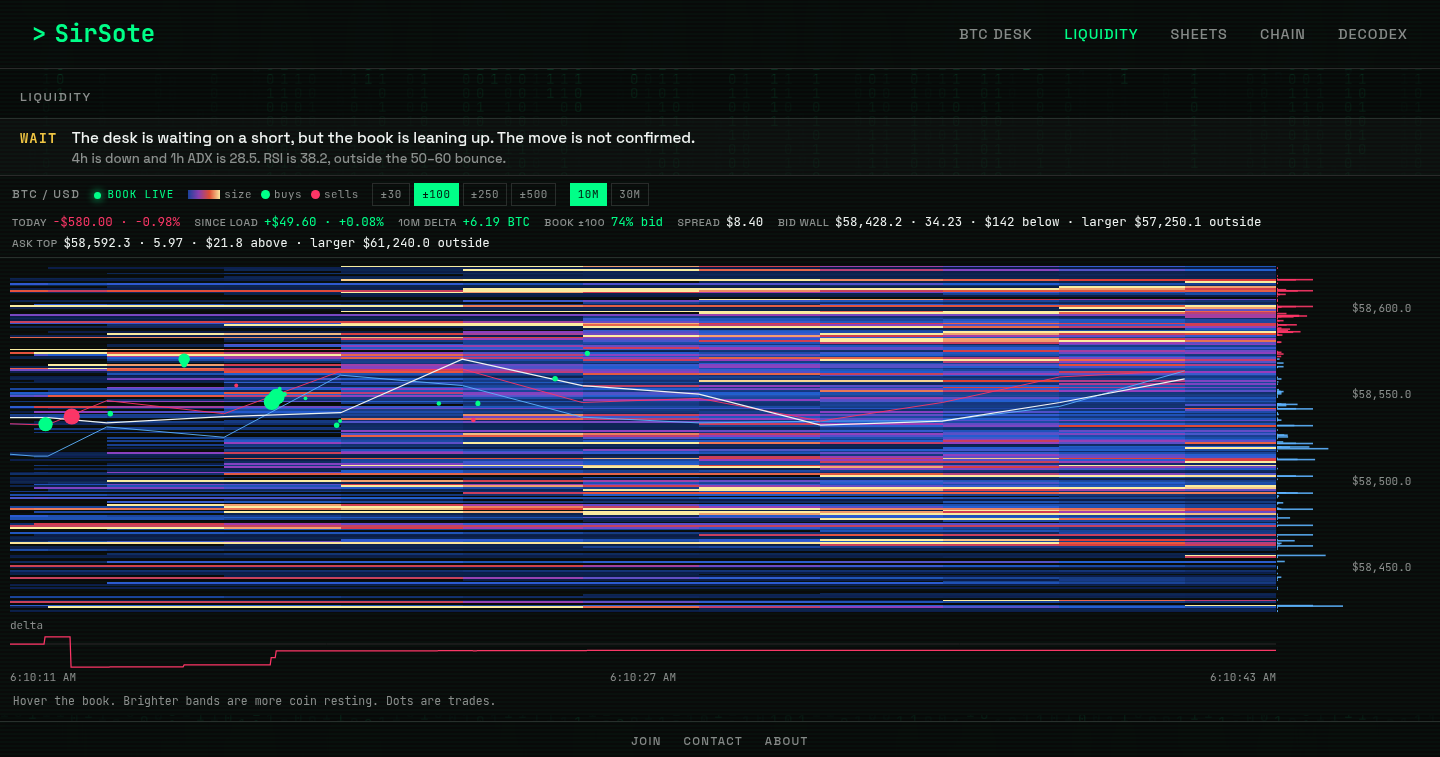 > SirSote
BTC DESK LIQUIDITY SHEETS CHAIN DECODEX
LIQUIDITY
WAIT The desk is waiting on a short, but the book is leaning up. The move is not confirmed.
4h is down and 1h ADX is 28.5. RSI is 38.2, outside the 50–60 bounce.
BTC / USD BOOK LIVE size buys sells ±30 ±100 ±250 ±500 10M 30M
TODAY -$580.00 · -0.98% SINCE LOAD +$49.60 · +0.08% 10M DELTA +6.19 BTC BOOK ±100 74% bid SPREAD $8.40 BID WALL $58,428.2 · 34.23 · $142 below · larger $57,250.1 outside
ASK TOP $58,592.3 · 5.97 · $21.8 above · larger $61,240.0 outside
$58,600.0
$58,550.0
$58,500.0
$58,450.0
delta
6:10:11 AM 6:10:27 AM 6:10:43 AM
Hover the book. Brighter bands are more coin resting. Dots are trades.
JOIN CONTACT ABOUT